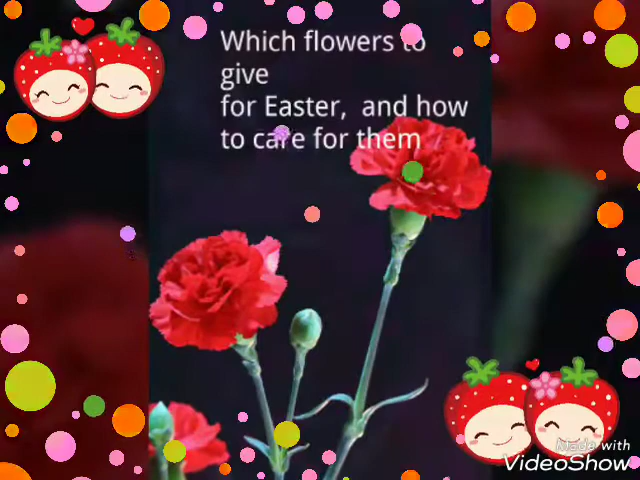 Which flowers to
give
for Easter, and how
to care for them
Made with
VideoShow